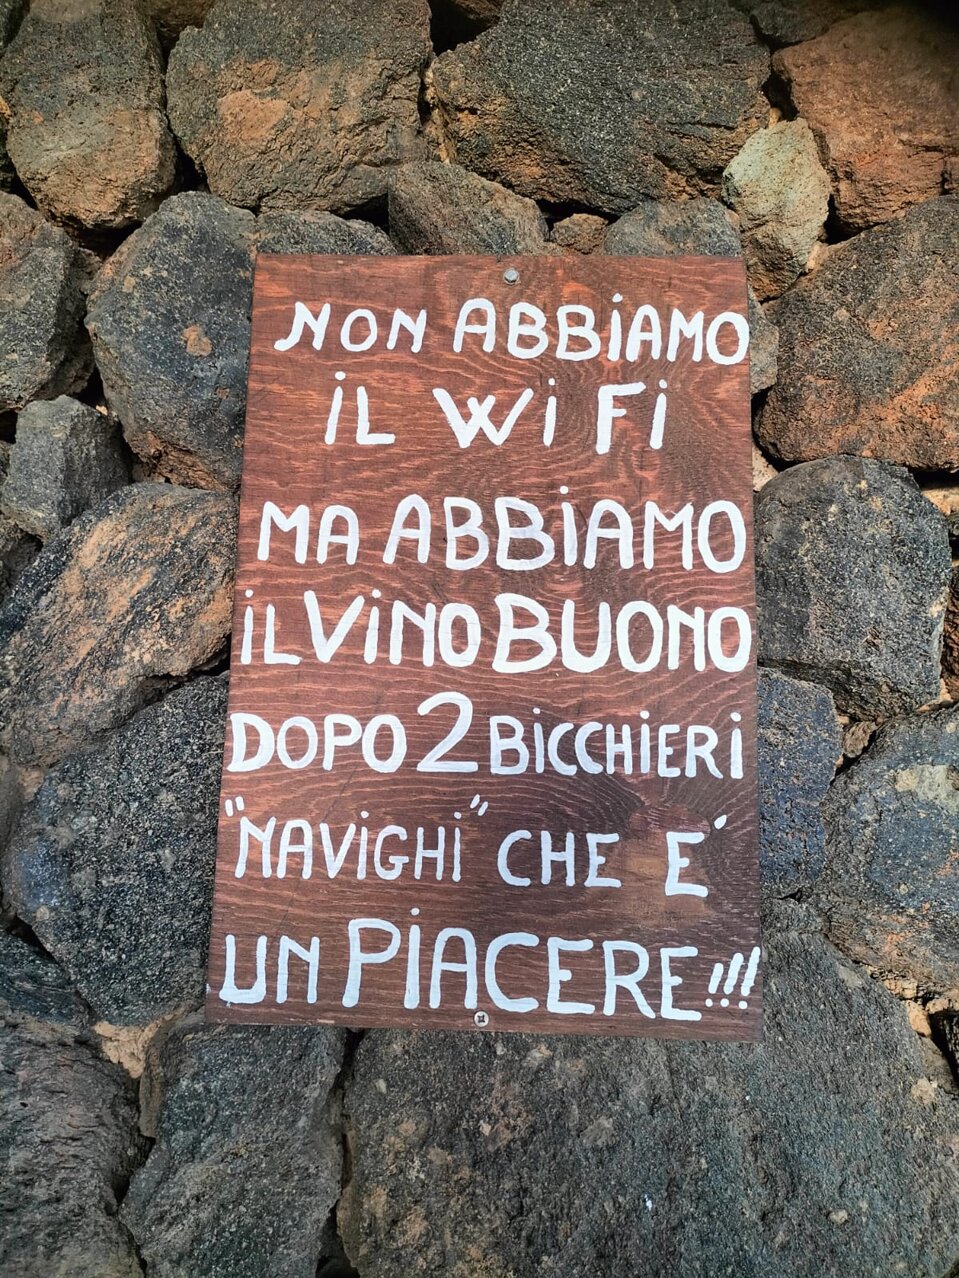 NON ABBIAMO
IL WI FI
MA ABBIAMO
IL VINO BUONO
DOPO 2 BICCHIERI
"NAVIGHI" CHE E´
UN PIACERE !!!